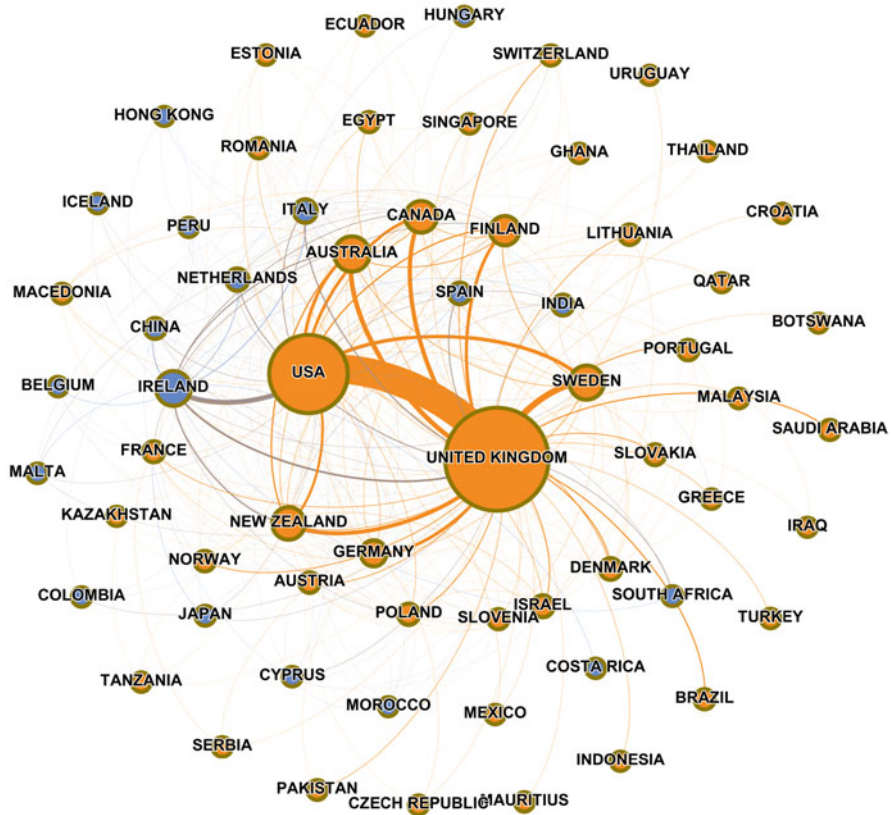 HUNGARY
ECUADOR
ESTONIA
SWITZERLAND
URUGUAY
HONG KONG
EGYPT
SINGAPORE
ROMANIA
GHANA
THAILAND
ICELAND
ITALY
CANADA
PERU
FINLAND
LITHUANIA
CROATIA
AUSTRALIA
NETHERLANDS
SPAIN
INDIA
QATAR
MACEDONIA
CHINA
BOTSWANA
PORTUGAL
USA
SWEDEN
BELGIUM
IRELAND
MALAYSIA
SAUDI ARABIA
FRANCE
UNITED KINGDOM
SLOVAKIA
MALTA
GREECE
KAZAKHSTAN
NEW ZEALAND
IRAQ
NORWAY
GERMANY
DENMARK
AUSTRIA
COLOMBIA
JAPAN
POLAND
SLOVENIA
ISRAEL
SOUTH AFRICA
TURKEY
COSTA RICA
TANZANIA
CYPRUS
MOROCCO
MEXICO
BRAZIL
SERBIA
INDONESIA
PAKISTAN
CZECH REPUBLIC
MAURITIUS